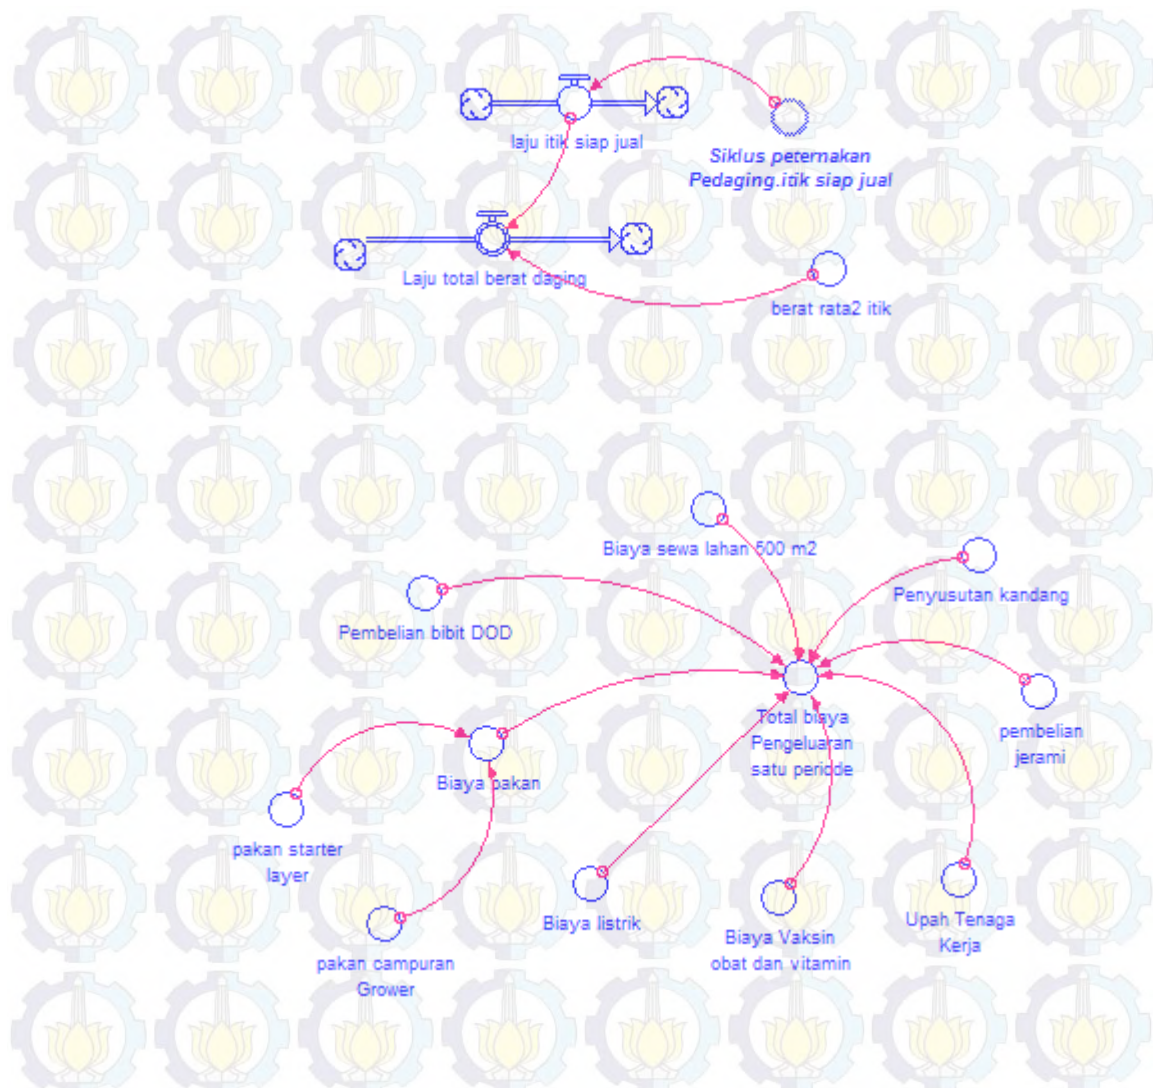 laju itik siap jual
Siklus peternakan
Pedaging.itik siap jual
Laju total berat daging
berat rata2 itik
Biaya sewa lahan 500 m2
Penyusutan kandang
Pembelian bibit DOD
Total biaya
Pengeluaran
satu periode
pembelian
jerami
Biaya pakan
pakan starter
layer
Biaya listrik
Biaya Vaksin
obat dan vitamin
Upah Tenaga
Kerja
pakan campuran
Grower